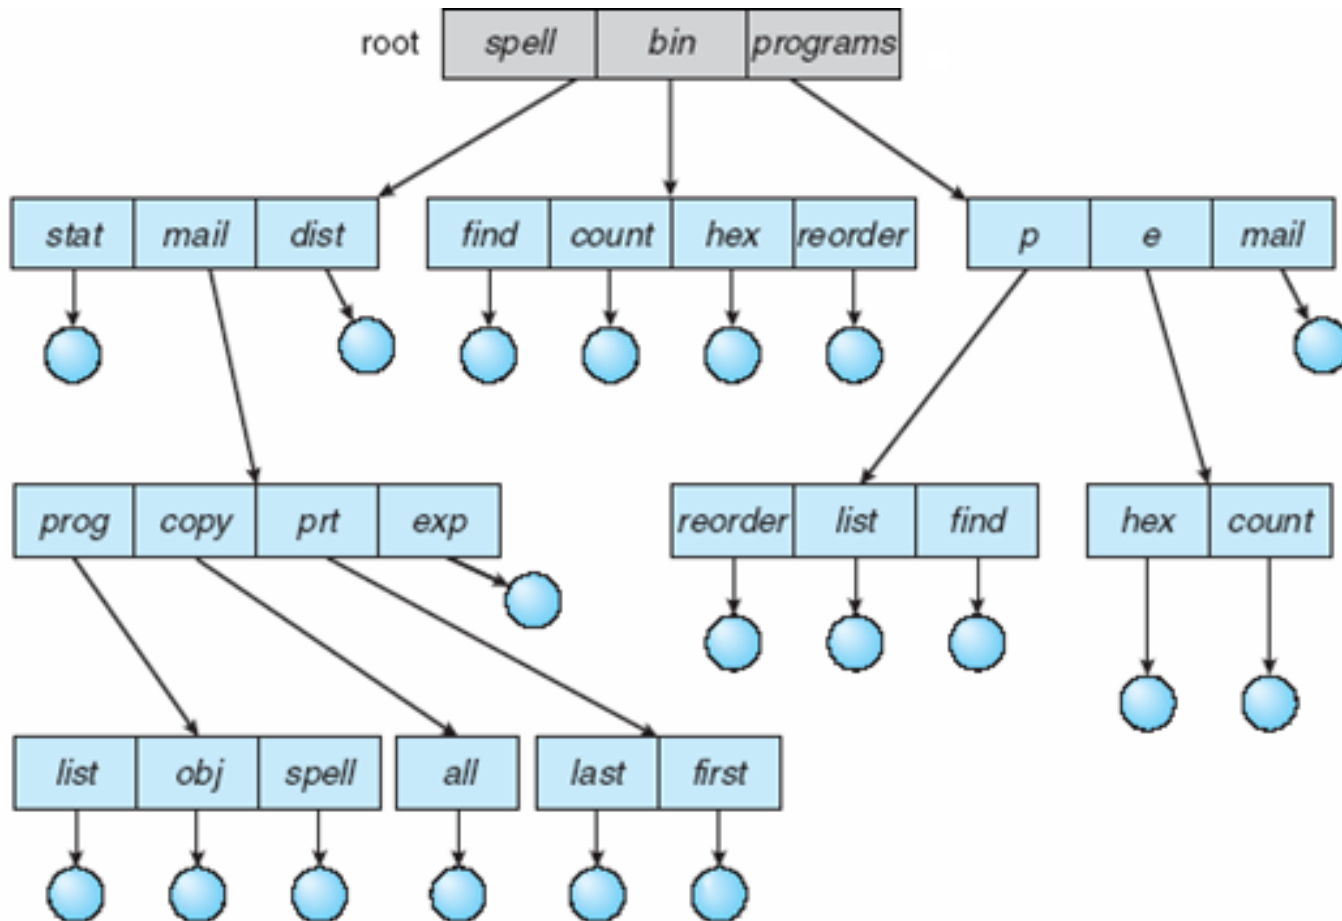 root spell bin programs
stat mail dist find count hex reorder p e mail
prog copy prt exp reorder list find hex count
list obj spell all last first